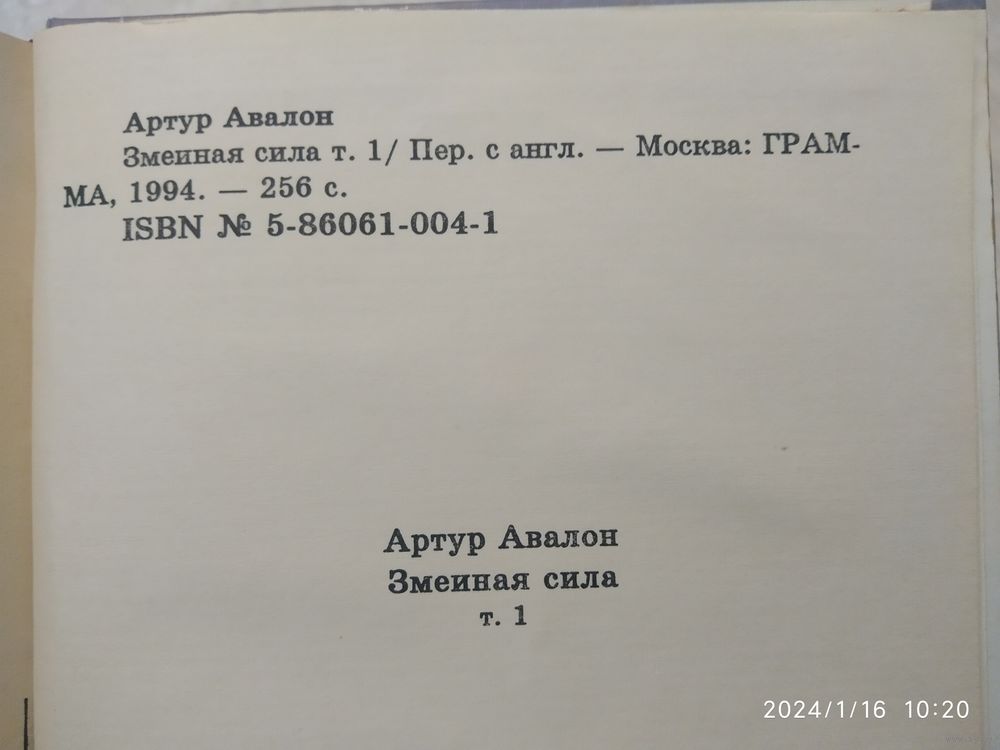 Артур Авалон
Змеиная сила т. 1/ Пер. с англ. — Москва: ГРАМ-
МА, 1994. — 256 с.
ISBN № 5-86061-004-1
Артур Авалон
Змеиная сила
т. 1
2024/1/16 10:20